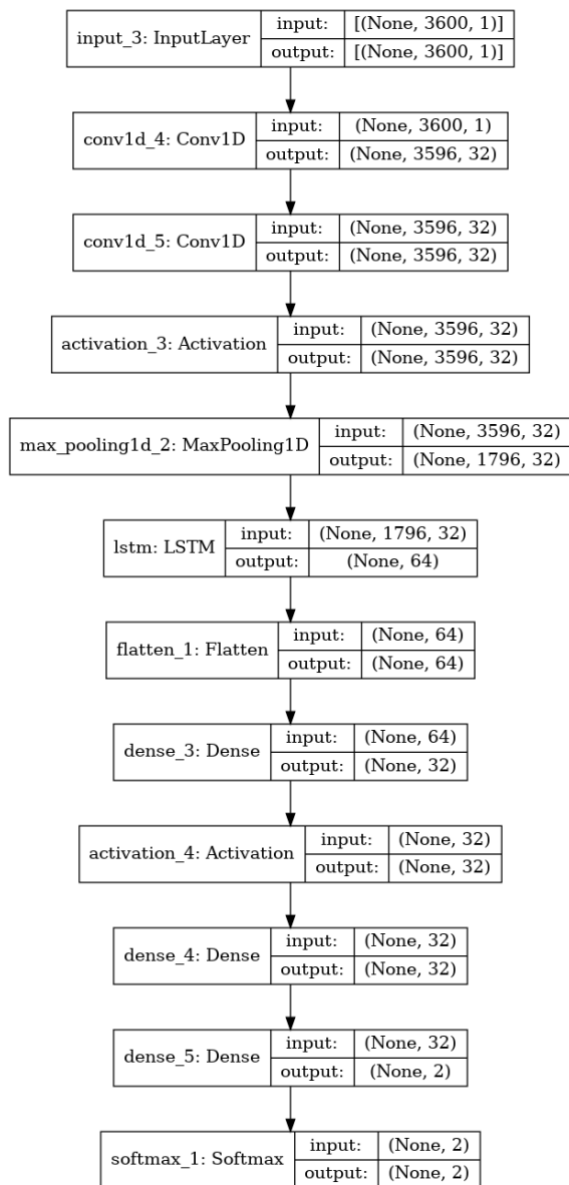 input_3: InputLayer
input: [(None, 3600, 1)]
output: [(None, 3600, 1)]
conv1d_4: Conv1D
input: (None, 3600, 1)
output: (None, 3596, 32)
conv1d_5: Conv1D
input: (None, 3596, 32)
output: (None, 3596, 32)
activation_3: Activation
input: (None, 3596, 32)
output: (None, 3596, 32)
max_pooling1d_2: MaxPooling1D
input: (None, 3596, 32)
output: (None, 1796, 32)
lstm: LSTM
input: (None, 1796, 32)
output: (None, 64)
flatten_1: Flatten
input: (None, 64)
output: (None, 64)
dense_3: Dense
input: (None, 64)
output: (None, 32)
activation_4: Activation
input: (None, 32)
output: (None, 32)
dense_4: Dense
input: (None, 32)
output: (None, 32)
dense_5: Dense
input: (None, 32)
output: (None, 2)
softmax_1: Softmax
input: (None, 2)
output: (None, 2)